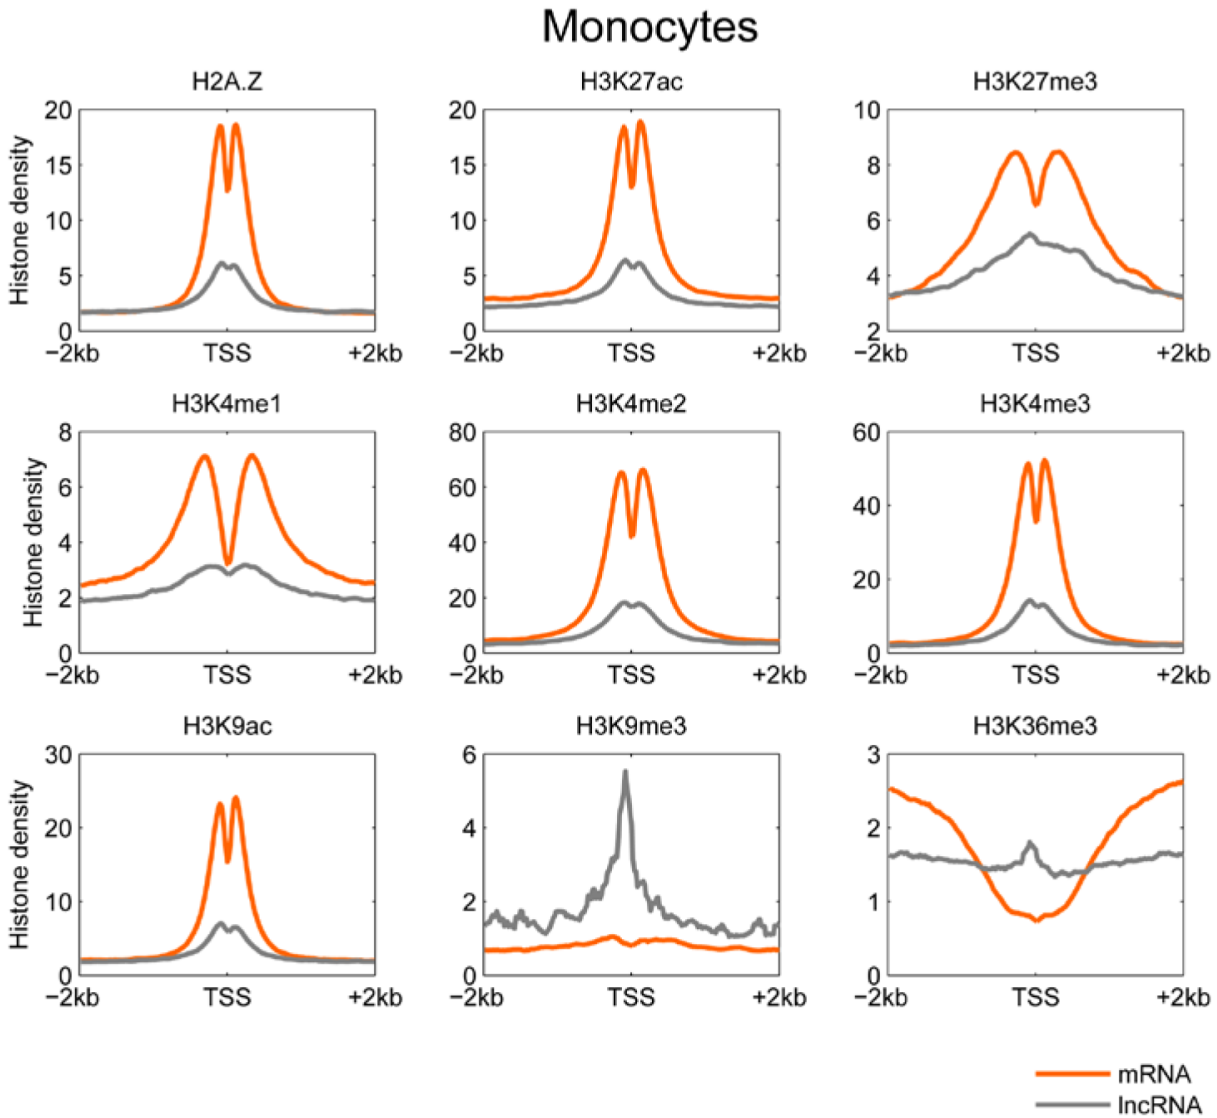 Monocytes
H2A.Z
H3K27ac
H3K27me3
20
15
10
5
0
Histone density
−2kb
TSS
+2kb
20
15
10
5
0
−2kb
TSS
+2kb
10
8
6
4
2
−2kb
TSS
+2kb
H3K4me1
H3K4me2
H3K4me3
8
6
4
2
0
Histone density
−2kb
TSS
+2kb
80
60
40
20
0
−2kb
TSS
+2kb
60
40
20
0
−2kb
TSS
+2kb
H3K9ac
H3K9me3
H3K36me3
30
20
10
0
Histone density
−2kb
TSS
+2kb
6
4
2
0
−2kb
TSS
+2kb
3
2
1
0
−2kb
TSS
+2kb
mRNA
lncRNA